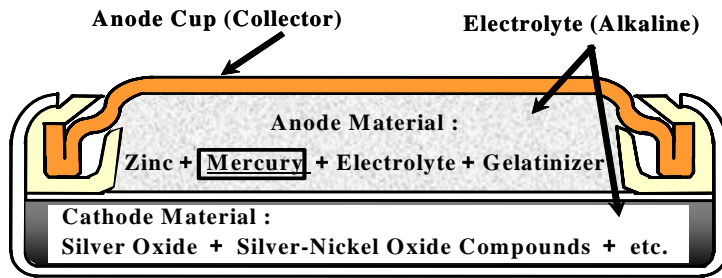 Anode Cup (Collector)
Electrolyte (Alkaline)
Anode Material :
Zinc + Mercury + Electrolyte + Gelatinizer
Cathode Material :
Silver Oxide + Silver-Nickel Oxide Compounds + etc.